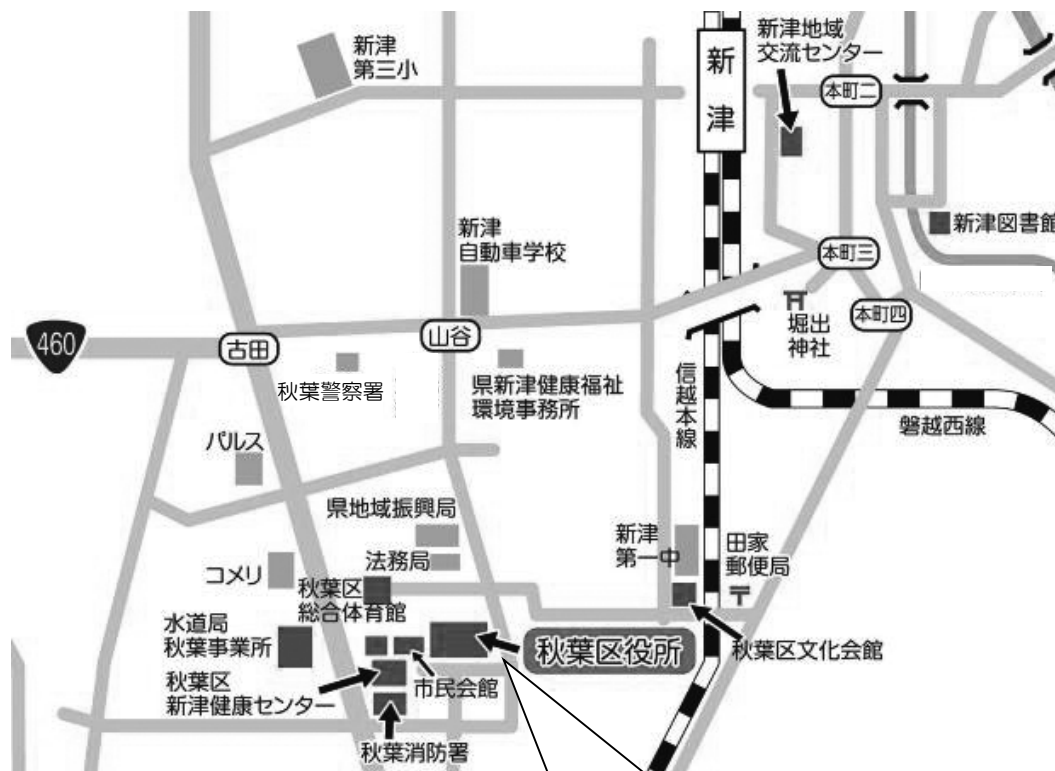 新津
第三小
新津
新津地域
交流センター
本町二
新津図書館
新津
自動車学校
本町三
堀出
神社
本町四
460
古田
山谷
秋葉警察署
県新津健康福祉
環境事務所
信越本線
磐越西線
パルス
県地域振興局
法務局
新津
第一中
田家
郵便局
コメリ
秋葉区
総合体育館
水道局
秋葉事業所
秋葉区役所
秋葉区文化会館
秋葉区
新津健康センター
市民会館
秋葉消防署